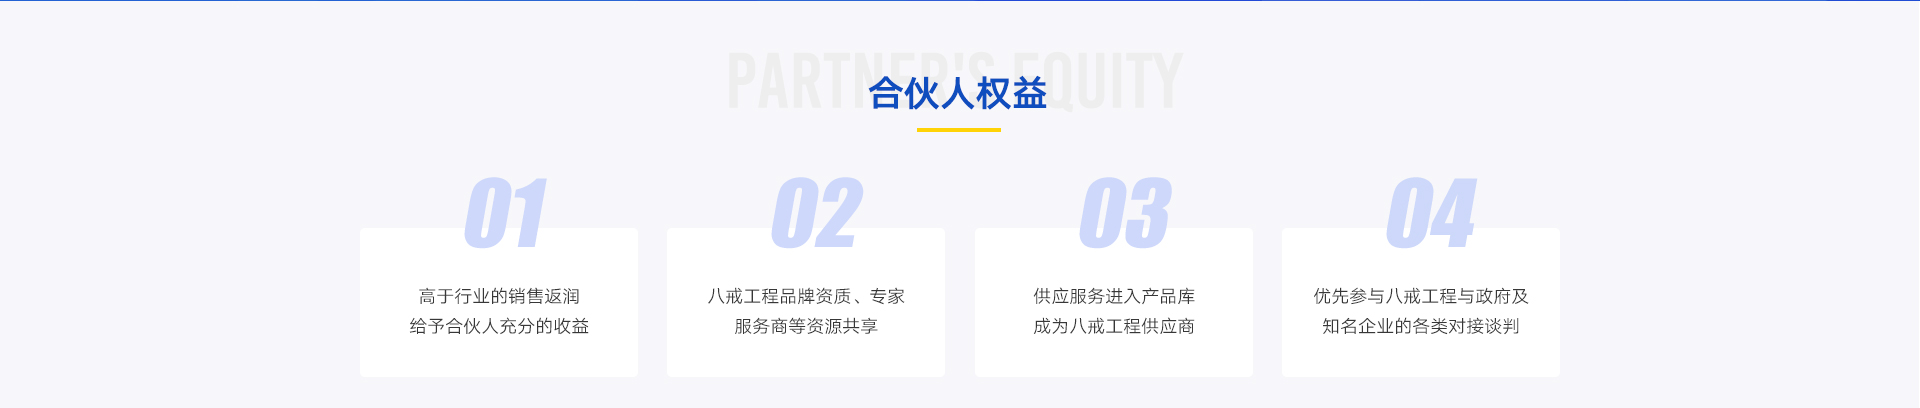 PARTNER'S EQUITY
合伙人权益
01
高于行业的销售返润
给予合伙人充分的收益
02
八戒工程品牌资质、专家
服务商等资源共享
03
供应服务进入产品库
成为八戒工程供应商
04
优先参与八戒工程与政府及
知名企业的各类对接谈判